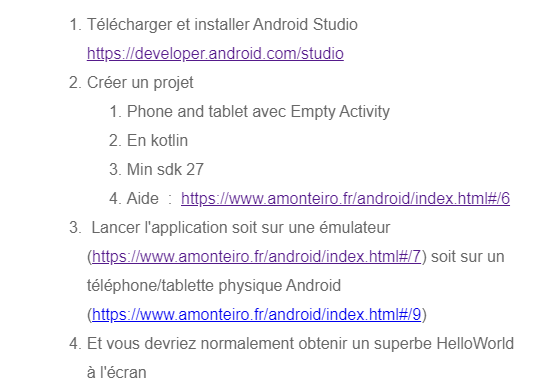 1. Télécharger et installer Android Studio
https://developer.android.com/studio
2. Créer un projet
1. Phone and tablet avec Empty Activity
2. En kotlin
3. Min sdk 27
4. Aide : https://www.amonteiro.fr/android/index.html#/6
3. Lancer l'application soit sur une émulateur
(https://www.amonteiro.fr/android/index.html#/7) soit sur un
téléphone/tablette physique Android
(https://www.amonteiro.fr/android/index.html#/9)
4. Et vous devriez normalement obtenir un superbe HelloWorld
à l'écran